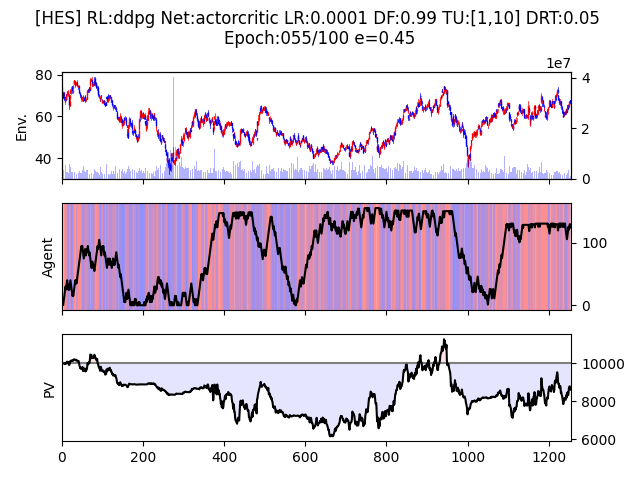 [HES] RL:ddpg Net:actorcritic LR:0.0001 DF:0.99 TU:[1,10] DRT:0.05
Epoch:055/100 e=0.45
1e7
80
60
40
Env.
4
2
0
Agent
100
0
PV
10000
8000
6000
0 200 400 600 800 1000 1200